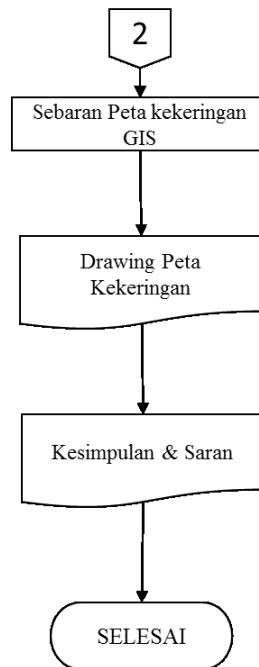 2
Sebaran Peta kekeringan
GIS
Drawing Peta
Kekeringan
Kesimpulan & Saran
SELESAI